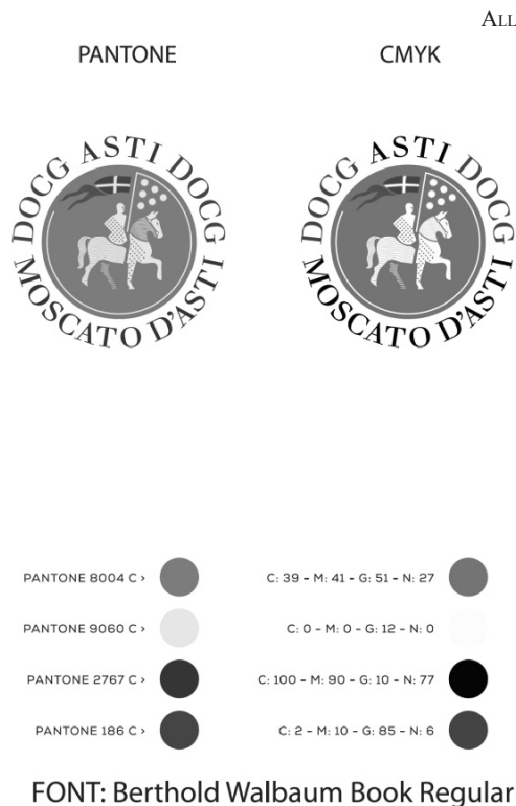 ALL
PANTONE
CMYK
DOCG ASTI DOCG
MOSCATO D'ASTI
DOCG ASTI DOCG
MOSCATO D'ASTI
PANTONE 8004 C >
C: 39 - M: 41 - G: 51 - N: 27
PANTONE 9060 C >
C: 0 - M: 0 - G: 12 - N: 0
PANTONE 2767 C >
C: 100 - M: 90 - G: 10 - N: 77
PANTONE 186 C >
C: 2 - M: 10 - G: 85 - N: 6
FONT: Berthold Walbaum Book Regular